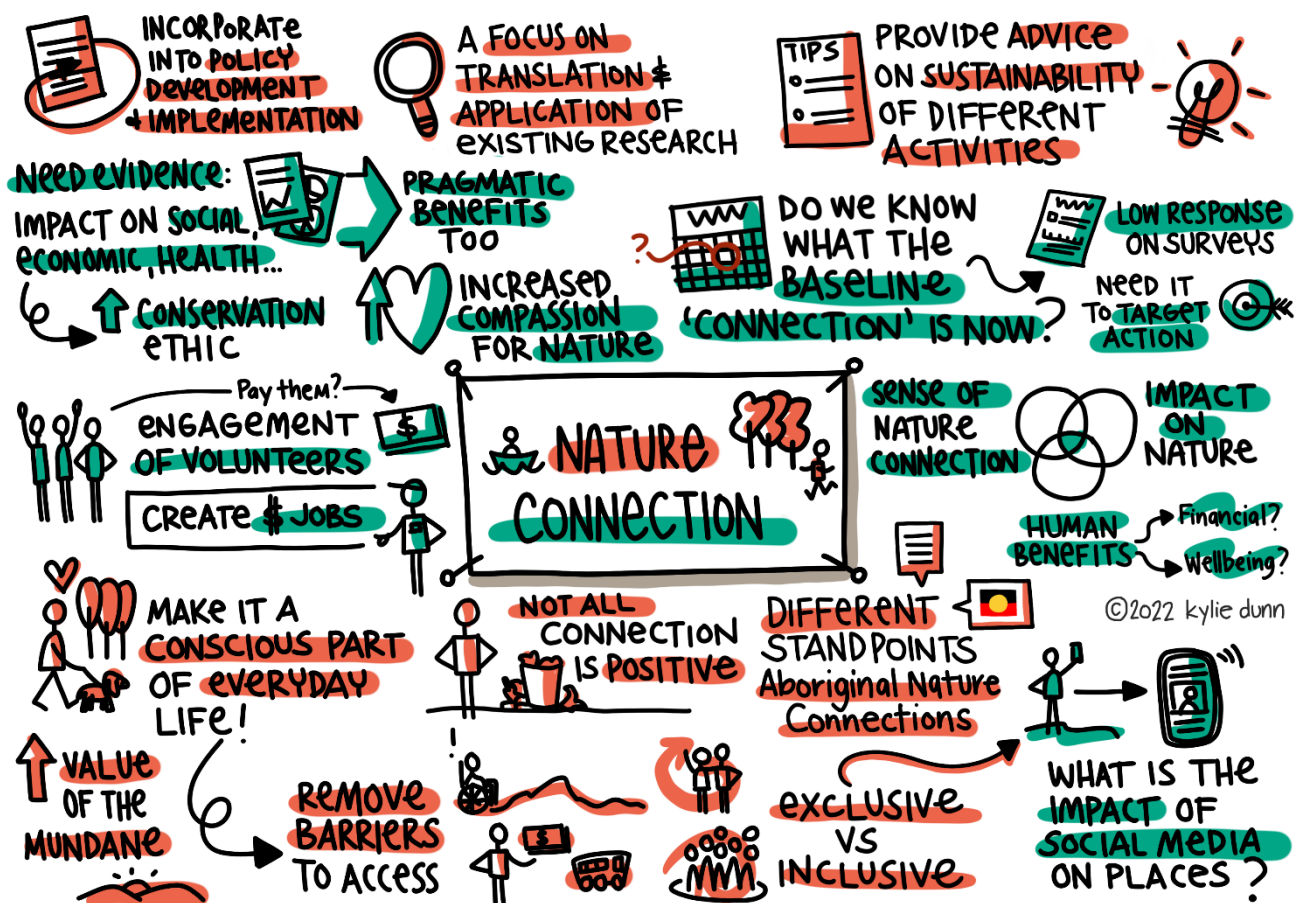 INCORPORATE
INTO POLICY
DEVELOPMENT
& IMPLEMENTATION
A FOCUS ON
TRANSLATION &
APPLICATION OF
EXISTING RESEARCH
TIPS
PROVIDE ADVICE
ON SUSTAINABILITY
OF DIFFERENT
ACTIVITIES
NEED EVIDENCE:
IMPACT ON SOCIAL,
ECONOMIC, HEALTH...
PRAGMATIC
BENEFITS
TOO
CONSERVATION
ETHIC
INCREASED
COMPASSION
FOR NATURE
?
DO WE KNOW
WHAT THE
BASELINE
'CONNECTION' IS NOW?
LOW RESPONSE
ON SURVEYS
NEED IT
TO TARGET
ACTION
Pay them?
ENGAGEMENT
OF VOLUNTEERS
$
CREATE $ JOBS
NATURE
CONNECTION
SENSE OF
NATURE
CONNECTION
IMPACT
ON
NATURE
HUMAN
BENEFITS
Financial?
Wellbeing?
©2022 kylie dunn
MAKE IT A
CONSCIOUS PART
OF EVERYDAY
LIFE!
NOT ALL
CONNECTION
IS POSITIVE
DIFFERENT
STANDPOINTS
Aboriginal Nature
Connections
VALUE
OF THE
MUNDANE
REMOVE
BARRIERS
TO ACCESS
$
EXCLUSIVE
VS
INCLUSIVE
WHAT IS THE
IMPACT OF
SOCIAL MEDIA
ON PLACES?